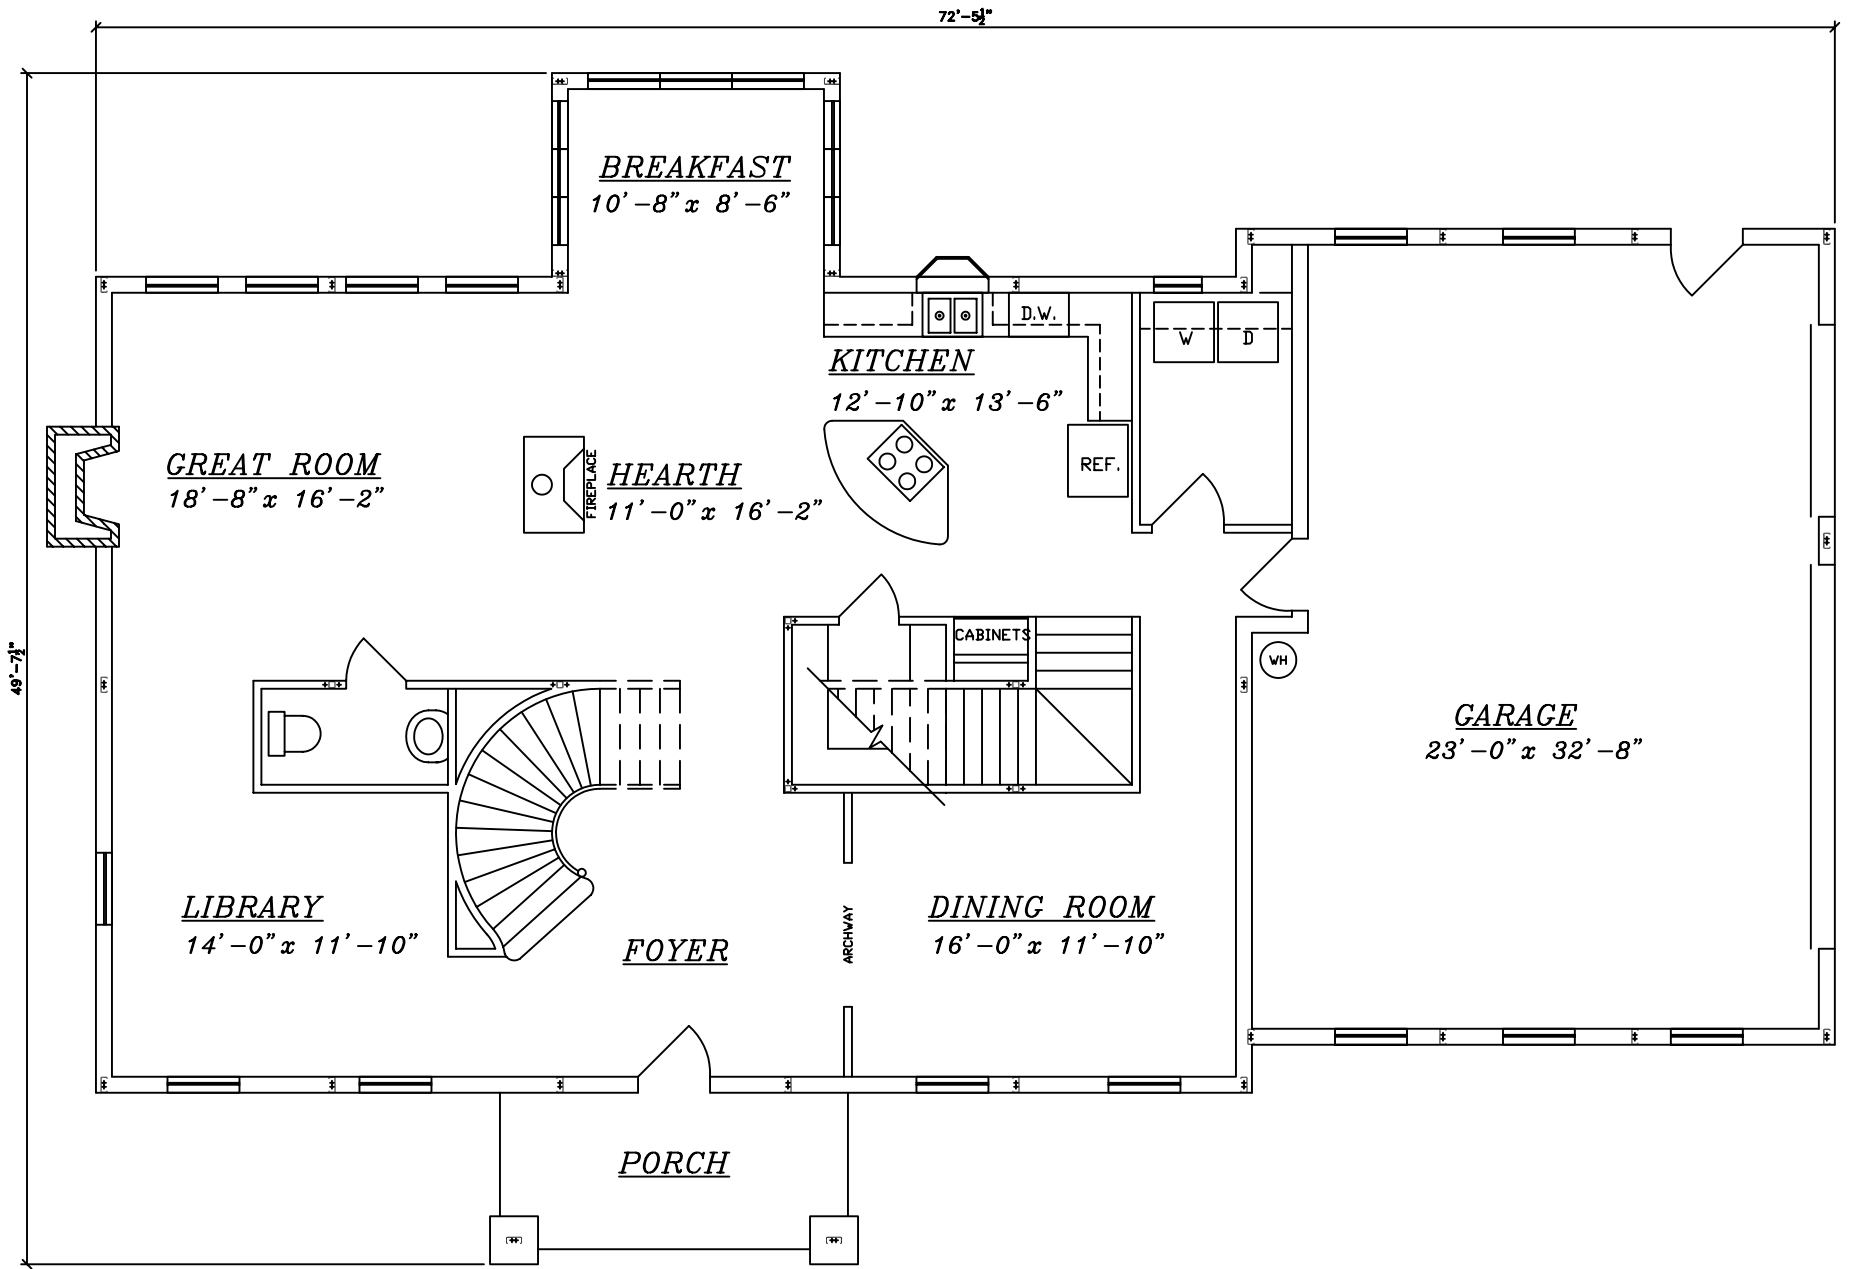 72'-5½"
BREAKFAST
10'-8"x 8'-6"
D.W.
W
D
KITCHEN
12'-10"x 13'-6"
GREAT ROOM
18'-8"x 16'-2"
FIREPLACE
HEARTH
11'-0"x 16'-2"
REF.
CABINETS
WH
49'-7½"
GARAGE
23'-0"x 32'-8"
LIBRARY
14'-0"x 11'-10"
FOYER
ARCHWAY
DINING ROOM
16'-0"x 11'-10"
PORCH